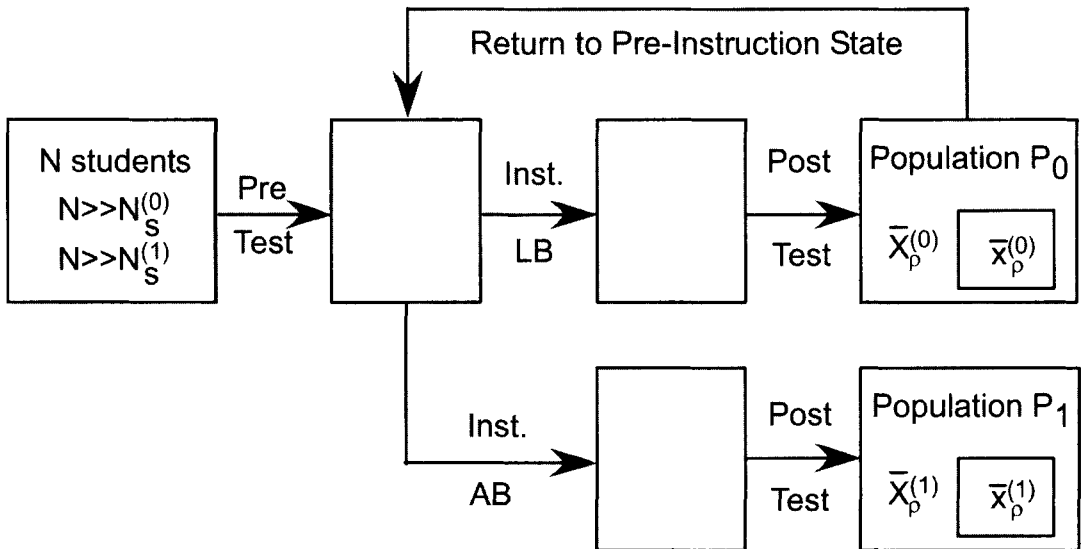 Return to Pre-Instruction State
N students
N>>N_S^(0)
N>>N_S^(1)
Pre
Test
Inst.
LB
Post
Test
Population P_0
X̄_ρ^(0)
x̄_ρ^(0)
Inst.
AB
Post
Test
Population P_1
X̄_ρ^(1)
x̄_ρ^(1)